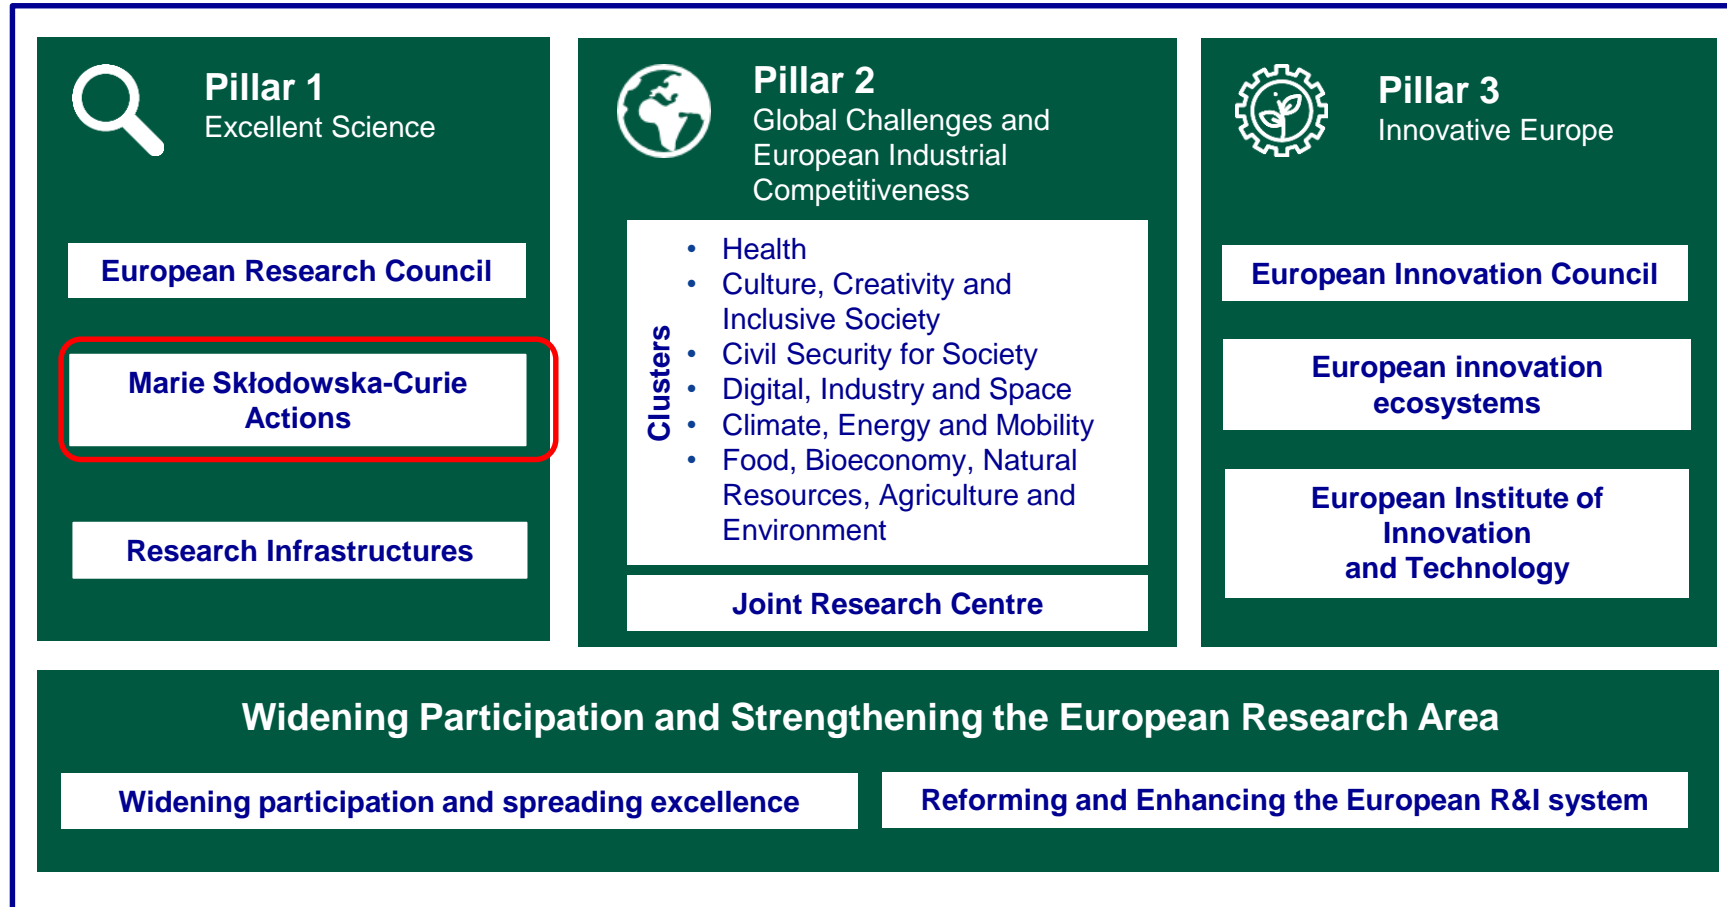 Pillar 1
Excellent Science
European Research Council
Marie Skłodowska-Curie
Actions
Research Infrastructures
Pillar 2
Global Challenges and
European Industrial
Competitiveness
Clusters
• Health
• Culture, Creativity and
Inclusive Society
• Civil Security for Society
• Digital, Industry and Space
• Climate, Energy and Mobility
• Food, Bioeconomy, Natural
Resources, Agriculture and
Environment
Joint Research Centre
Pillar 3
Innovative Europe
European Innovation Council
European innovation
ecosystems
European Institute of
Innovation
and Technology
Widening Participation and Strengthening the European Research Area
Widening participation and spreading excellence
Reforming and Enhancing the European R&I system